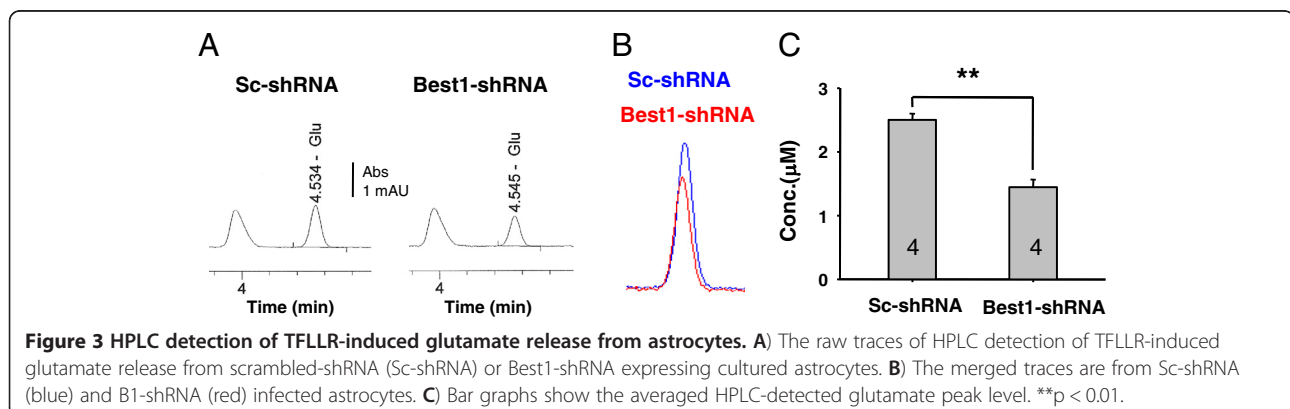 A
B
C
Sc-shRNA
Best1-shRNA
4.534 - Glu
Abs
1 mAU
4.545 - Glu
4
Time (min)
4
Time (min)
Sc-shRNA
Best1-shRNA
**
3
2
1
0
Conc.(μM)
4
4
Sc-shRNA
Best1-shRNA
Figure 3 HPLC detection of TFLLR-induced glutamate release from astrocytes. A) The raw traces of HPLC detection of TFLLR-induced
glutamate release from scrambled-shRNA (Sc-shRNA) or Best1-shRNA expressing cultured astrocytes. B) The merged traces are from Sc-shRNA
(blue) and B1-shRNA (red) infected astrocytes. C) Bar graphs show the averaged HPLC-detected glutamate peak level. **p < 0.01.